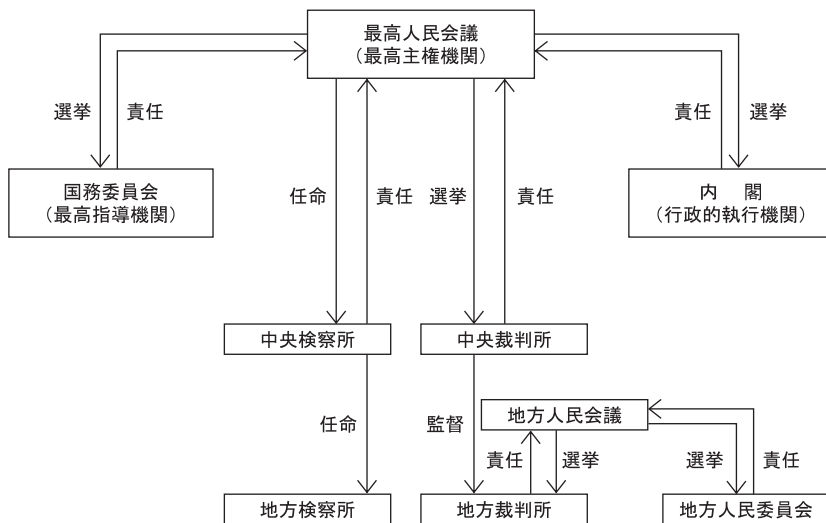 最高人民会議
（最高主権機関）
選挙
責任
責任
選挙
国務委員会
（最高指導機関）
任命
責任
選挙
責任
内　閣
（行政的執行機関）
中央検察所
中央裁判所
任命
監督
地方人民会議
責任
選挙
選挙
責任
地方検察所
地方裁判所
地方人民委員会